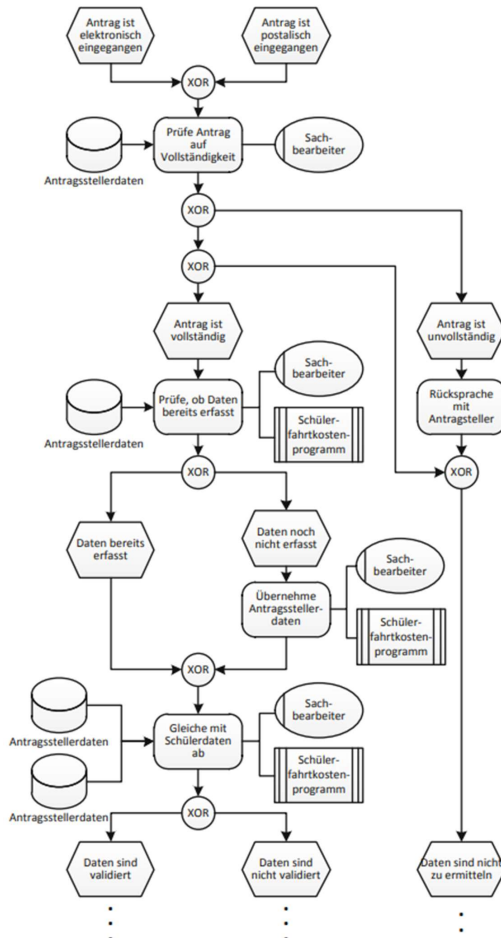 Antrag ist
elektronisch
eingegangen
Antrag ist
postalisch
eingegangen
XOR
Antragsstellerdaten
Prüfe Antrag
auf
Vollständigkeit
Sach-
bearbeiter
XOR
XOR
Antrag ist
vollständig
Antrag ist
unvollständig
Antragsstellerdaten
Prüfe, ob Daten
bereits erfasst
Sach-
bearbeiter
Schüler-
fahrtkosten-
programm
Rücksprache
mit
Antragsteller
XOR
XOR
Daten bereits
erfasst
Daten noch
nicht erfasst
Übernehme
Antragssteller-
daten
Sach-
bearbeiter
Schüler-
fahrtkosten-
programm
XOR
Antragsstellerdaten
Antragsstellerdaten
Gleiche mit
Schülerdaten
ab
Sach-
bearbeiter
Schüler-
fahrtkosten-
programm
XOR
Daten sind
validiert
Daten sind
nicht validiert
Daten sind nicht
zu ermitteln